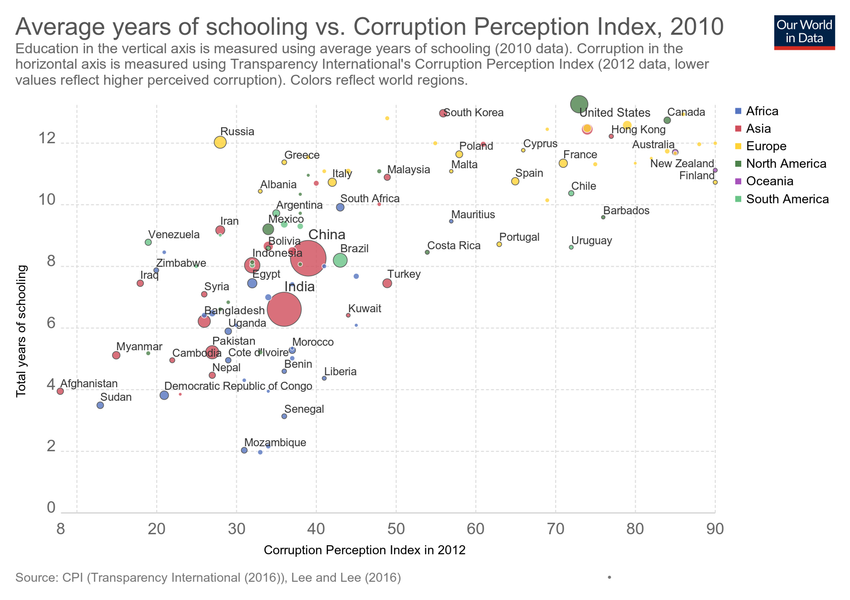 Average years of schooling vs. Corruption Perception Index, 2010
Our World
in Data
Education in the vertical axis is measured using average years of schooling (2010 data). Corruption in the
horizontal axis is measured using Transparency International's Corruption Perception Index (2012 data, lower
values reflect higher perceived corruption). Colors reflect world regions.
Africa
Asia
Europe
North America
Oceania
South America
Total years of schooling
12
10
8
6
4
2
0
South Korea
United States
Canada
Russia
Hong Kong
Greece
Poland
Cyprus
Australia
France
Malta
New Zealand
Finland
Italy
Malaysia
Spain
Albania
Chile
South Africa
Argentina
Mauritius
Barbados
Iran
Mexico
Venezuela
China
Bolivia
Indonesia
Brazil
Costa Rica
Portugal
Uruguay
Zimbabwe
Iraq
Egypt
Turkey
Syria
India
Bangladesh
Kuwait
Uganda
Myanmar
Pakistan
Morocco
Cambodia
Cote dIvoire
Nepal
Benin
Liberia
Afghanistan
Democratic Republic of Congo
Sudan
Senegal
Mozambique
8
20
30
40
50
60
70
80
90
Corruption Perception Index in 2012
Source: CPI (Transparency International (2016)), Lee and Lee (2016)